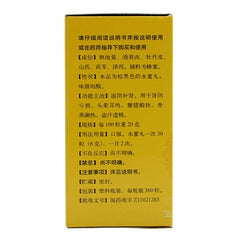 请仔细阅读说明书并按说明使用
或在药师指导下购买和使用
【成份】熟地黄、酒萸肉、牡丹皮、
山药、茯苓、泽泻。辅料为蜂蜜。
【性状】本品为棕黑色的水蜜丸，
味甜而酸。
【功能主治】滋阴补肾。用于肾阴
亏损，头晕耳鸣，腰膝酸软，骨
蒸潮热，盗汗遗精。
【规格】每100粒重20克
【用法用量】口服，水蜜丸一次30
粒（6克），一日2次。
【不良反应】尚不明确。
【禁忌】尚不明确。
【注意事项】详见说明书。
【贮藏】密封。
【包装】塑料瓶装，每瓶装360粒。
【批准文号】国药准字Z11021283